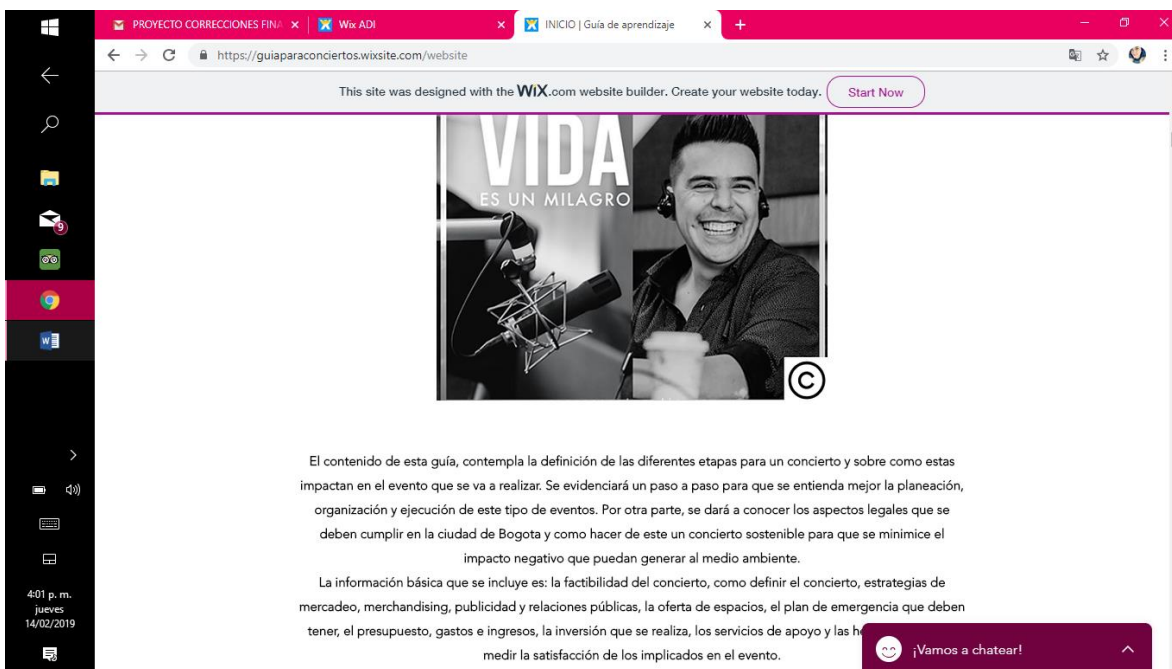 PROYECTO CORRECCIONES FINA
Wix ADI
INICIO | Guía de aprendizaje
https://guiaparaconciertos.wixsite.com/website
This site was designed with the WiX.com website builder. Create your website today.
Start Now
VIDA
ES UN MILAGRO
©
El contenido de esta guía, contempla la definición de las diferentes etapas para un concierto y sobre como estas
impactan en el evento que se va a realizar. Se evidenciará un paso a paso para que se entienda mejor la planeación,
organización y ejecución de este tipo de eventos. Por otra parte, se dará a conocer los aspectos legales que se
deben cumplir en la ciudad de Bogota y como hacer de este un concierto sostenible para que se minimice el
impacto negativo que puedan generar al medio ambiente.
La información básica que se incluye es: la factibilidad del concierto, como definir el concierto, estrategias de
mercadeo, merchandising, publicidad y relaciones públicas, la oferta de espacios, el plan de emergencia que deben
tener, el presupuesto, gastos e ingresos, la inversión que se realiza, los servicios de apoyo y las
medir la satisfacción de los implicados en el evento.
¡Vamos a chatear!
9
W
4:01 p. m.
jueves
14/02/2019